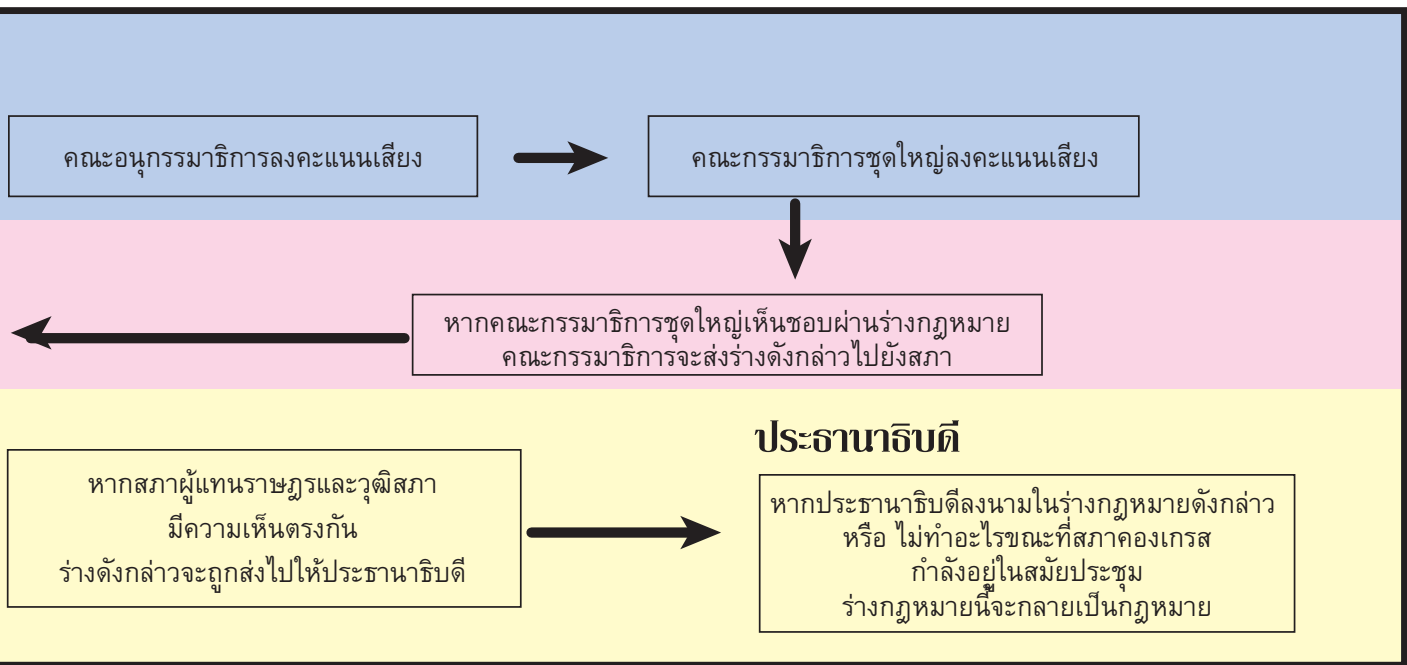 คณะอนุกรรมาธิการลงคะแนนเสียง
คณะกรรมาธิการชุดใหญ่ลงคะแนนเสียง
หากคณะกรรมาธิการชุดใหญ่เห็นชอบผ่านร่างกฎหมาย
คณะกรรมาธิการจะส่งร่างดังกล่าวไปยังสภา
หากสภาผู้แทนราษฎรและวุฒิสภา
มีความเห็นตรงกัน
ร่างดังกล่าวจะถูกส่งไปให้ประธานาธิบดี
ประธานาธิบดี
หากประธานาธิบดีลงนามในร่างกฎหมายดังกล่าว
หรือ ไม่ทำอะไรขณะที่สภาคองเกรส
กำลังอยู่ในสมัยประชุม
ร่างกฎหมายนี้จะกลายเป็นกฎหมาย